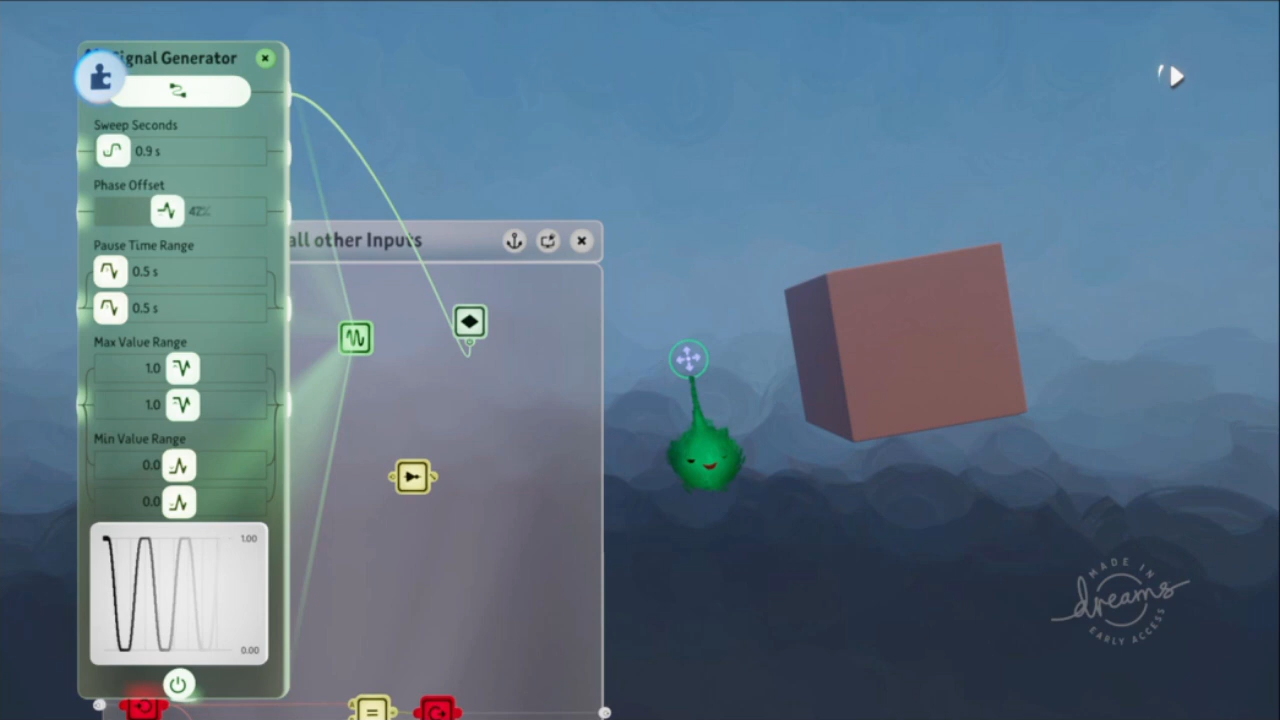 Signal Generator
Sweep Seconds
0.9 s
Phase Offset
42%
Pause Time Range
0.5 s
0.5 s
Max Value Range
1.0
1.0
Min Value Range
0.0
0.0
1.00
0.00
all other Inputs
=
MADE IN
dreams
EARLY ACCESS